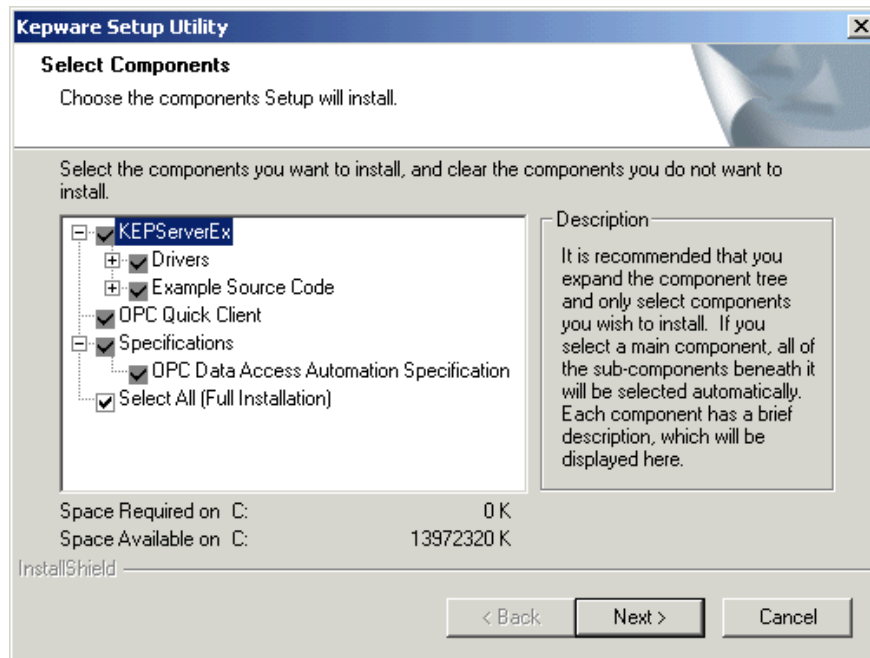 Kepware Setup Utility
Select Components
Choose the components Setup will install.
Select the components you want to install, and clear the components you do not want to
install.
KEPServerEx
Drivers
Example Source Code
OPC Quick Client
Specifications
OPC Data Access Automation Specification
Select All (Full Installation)
Description
It is recommended that you
expand the component tree
and only select components
you wish to install. If you
select a main component, all of
the sub-components beneath it
will be selected automatically.
Each component has a brief
description, which will be
displayed here.
Space Required on C: 0 K
Space Available on C: 13972320 K
InstallShield
< Back Next > Cancel